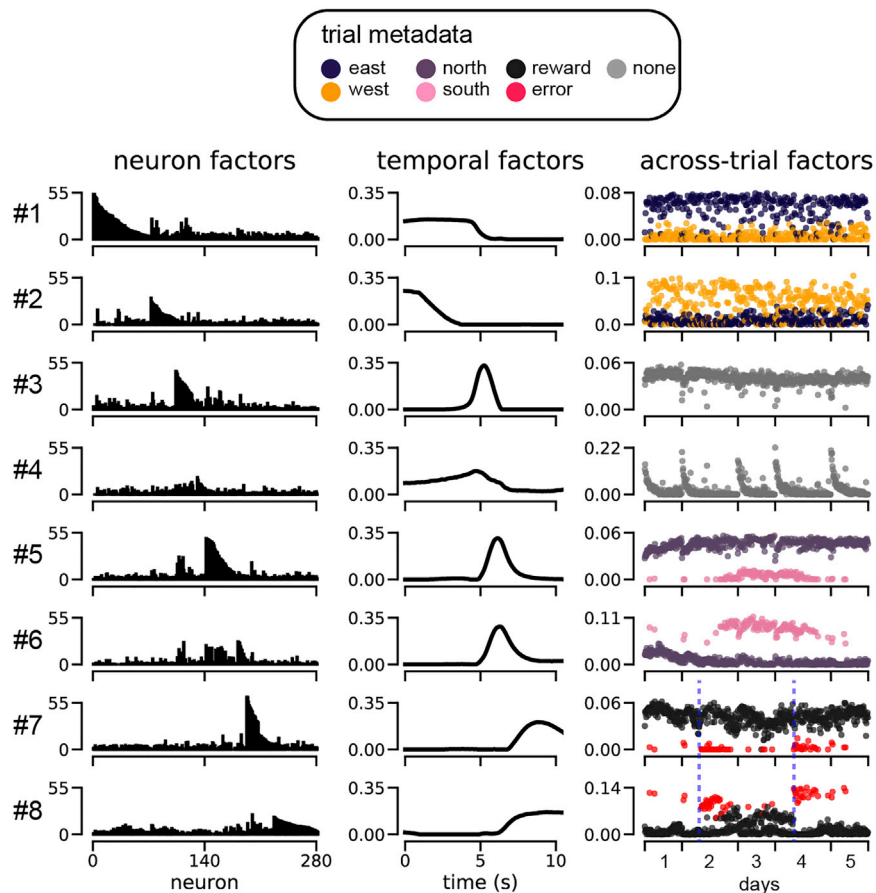 trial metadata
east north reward none
west south error
neuron factors temporal factors across-trial factors
#1 55 0 0.35 0.00 0.08 0.00
#2 55 0 0.35 0.00 0.1 0.0
#3 55 0 0.35 0.00 0.06 0.00
#4 55 0 0.35 0.00 0.22 0.00
#5 55 0 0.35 0.00 0.06 0.00
#6 55 0 0.35 0.00 0.11 0.00
#7 55 0 0.35 0.00 0.06 0.00
#8 55 0 0.35 0.00 0.14 0.00
0 140 280 0 5 10 1 2 3 4 5
neuron time (s) days